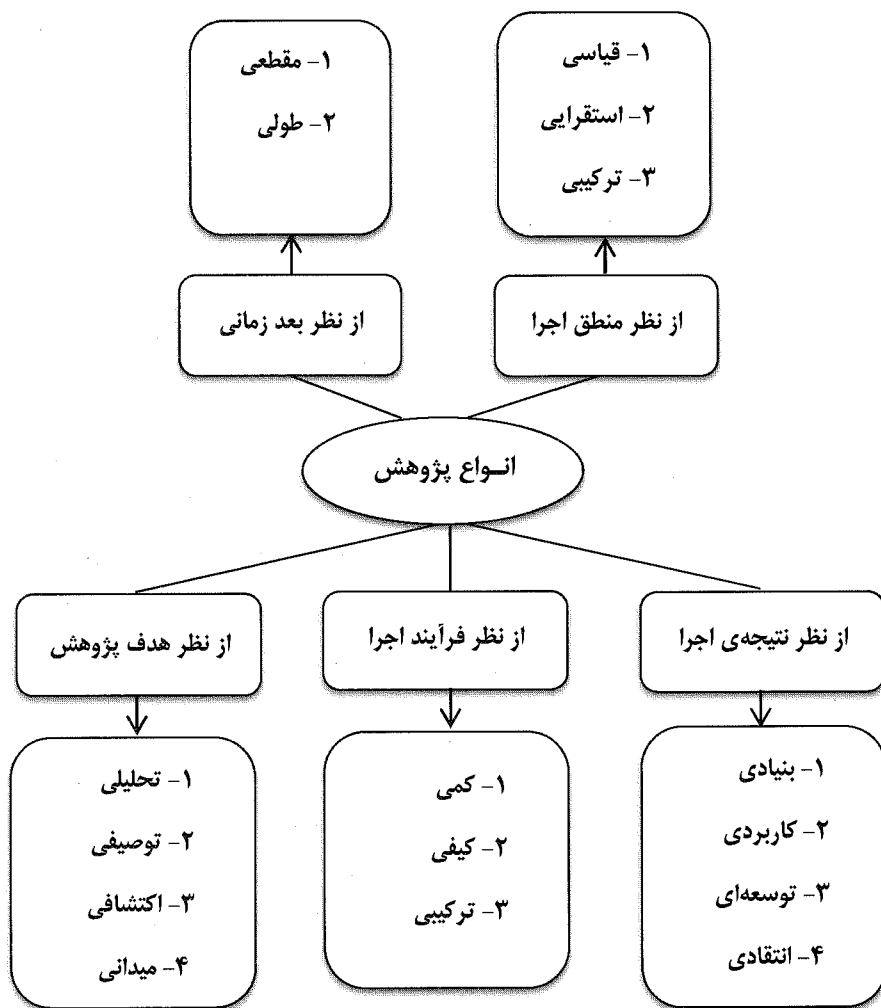 ۱- قیاسی
۲- استقرایی
۳- ترکیبی
۱- مقطعی
۲- طولی
از نظر منطق اجرا
از نظر بعد زمانی
انــواع پژوهش
از نظر نتیجه‌ی اجرا
از نظر فرآیند اجرا
از نظر هدف پژوهش
۱- بنیادی
۲- کاربردی
۳- توسعه‌ای
۴- انتقادی
۱- کمی
۲- کیفی
۳- ترکیبی
۱- تحلیلی
۲- توصیفی
۳- اکتشافی
۴- میدانی